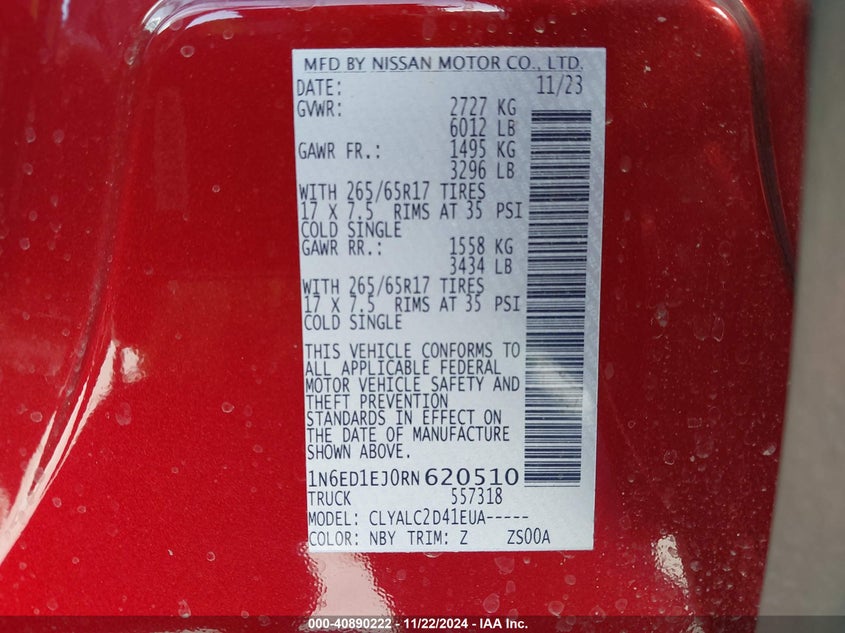 MFD BY NISSAN MOTOR CO., LTD.
DATE: 11/23
GVWR: 2727 KG
6012 LB
GAWR FR.: 1495 KG
3296 LB
WITH 265/65R17 TIRES
17 X 7.5 RIMS AT 35 PSI
COLD SINGLE
GAWR RR.: 1558 KG
3434 LB
WITH 265/65R17 TIRES
17 X 7.5 RIMS AT 35 PSI
COLD SINGLE
THIS VEHICLE CONFORMS TO
ALL APPLICABLE FEDERAL
MOTOR VEHICLE SAFETY AND
THEFT PREVENTION
STANDARDS IN EFFECT ON
THE DATE OF MANUFACTURE
SHOWN ABOVE.
1N6ED1EJ0RN620510
TRUCK 557318
MODEL: CLYALC2D41EUA-----
COLOR: NBY TRIM: Z ZS00A
000-40890222 - 11/22/2024 - IAA, Inc.